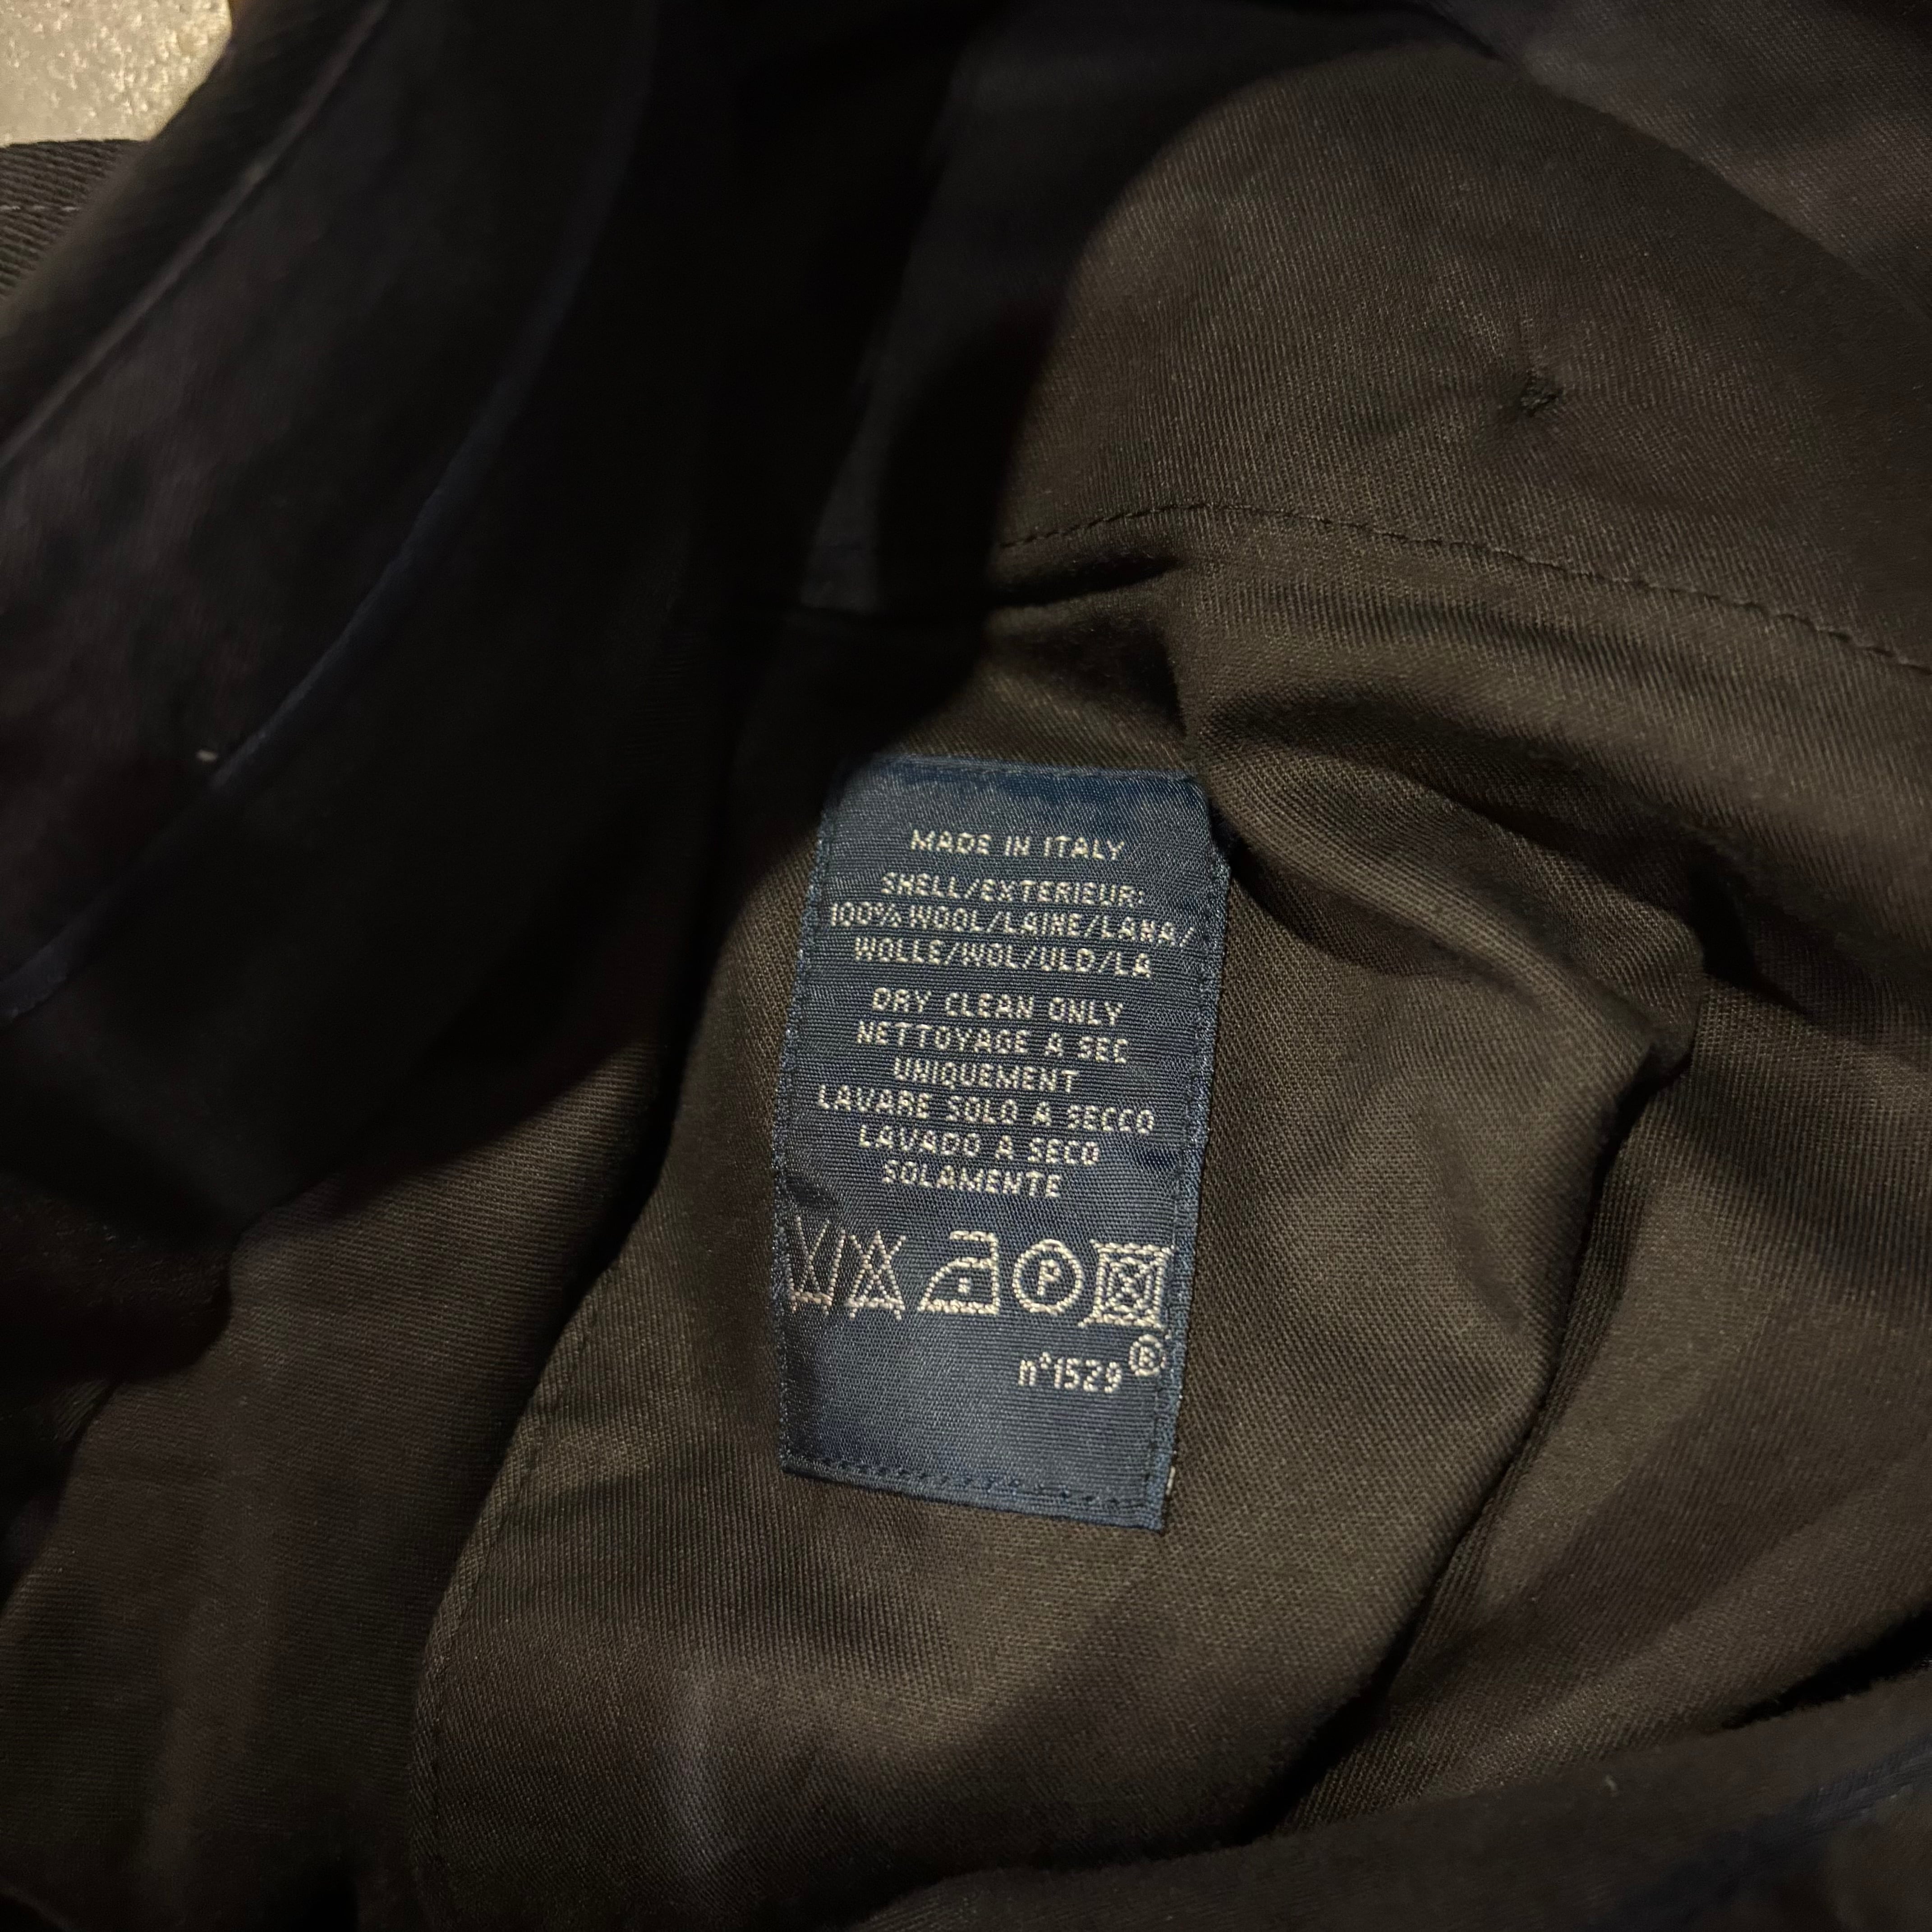 MADE IN ITALY
SHELL/EXTERIEUR:
100% WOOL/LAINE/LANA/
WOLLE/WOL/ULD/LA
DRY CLEAN ONLY
NETTOYAGE A SEC
UNIQUEMENT
LAVARE SOLO A SECCO
LAVADO A SECO
SOLAMENTE
P
n°1529®